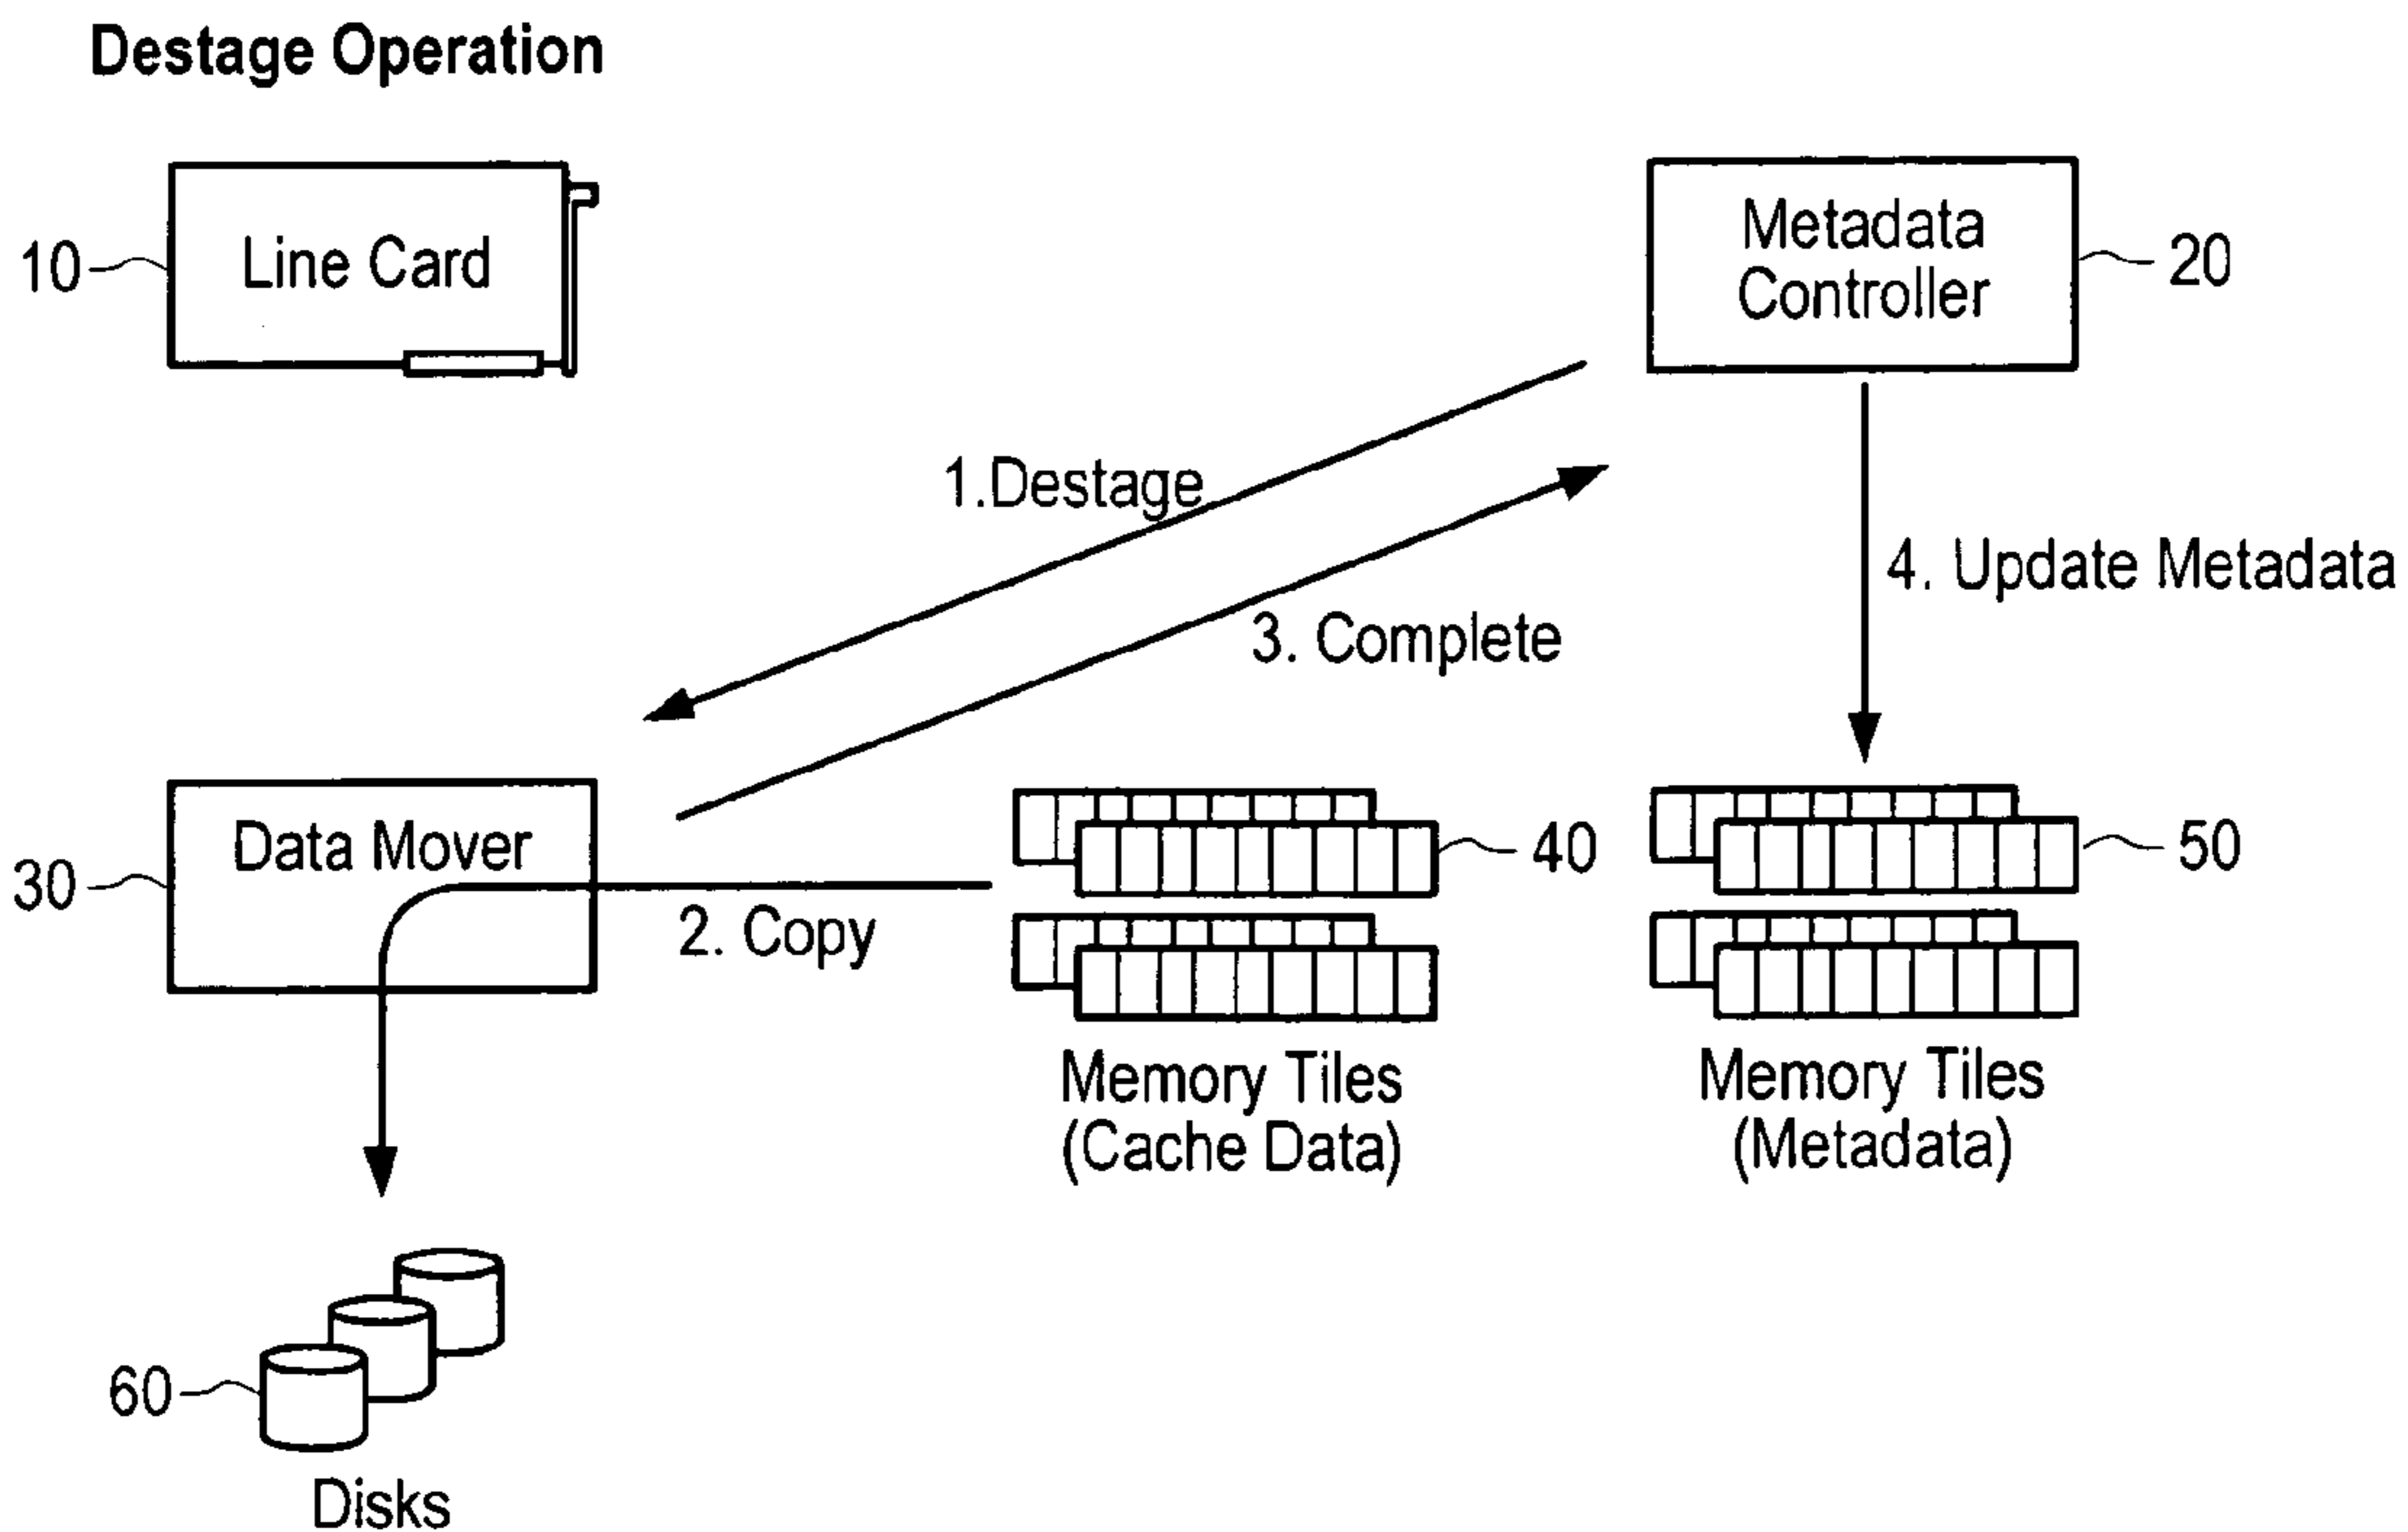 Destage Operation
Line Card
10
Metadata
Controller
20
1.Destage
3. Complete
4. Update Metadata
Data Mover
30
2. Copy
40
50
Memory Tiles
(Cache Data)
Memory Tiles
(Metadata)
60
Disks